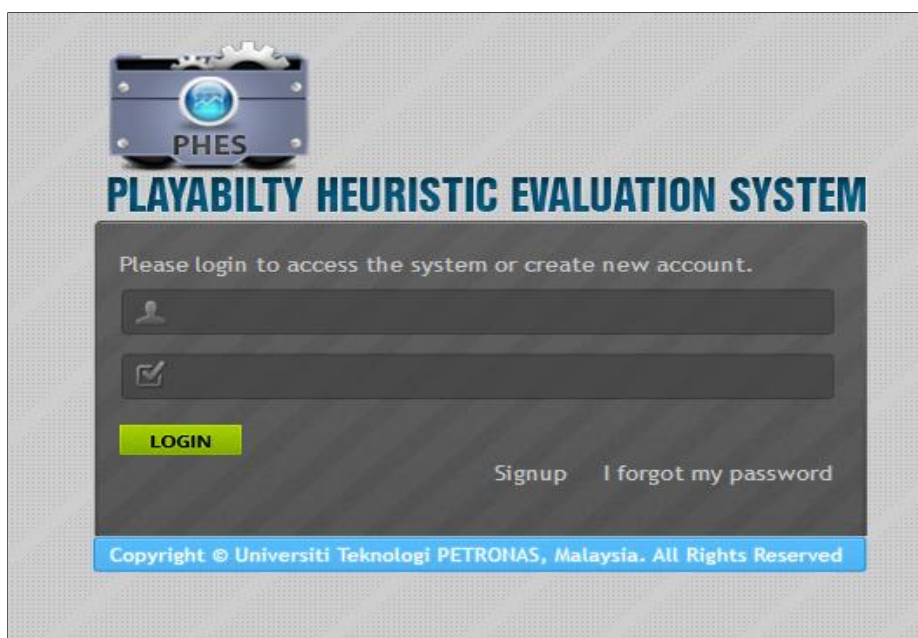 PHES
PLAYABILTY HEURISTIC EVALUATION SYSTEM
Please login to access the system or create new account.
LOGIN
Signup I forgot my password
Copyright © Universiti Teknologi PETRONAS, Malaysia. All Rights Reserved